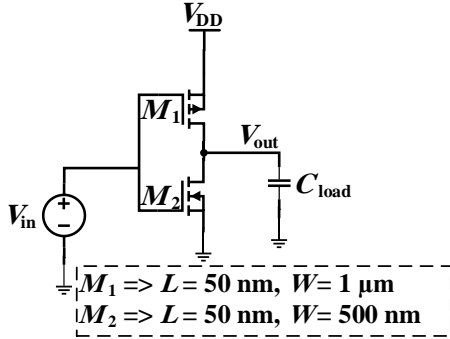 VDD
M1
Vout
M2
Cload
Vin
+
−
M1 => L = 50 nm, W = 1 µm
M2 => L = 50 nm, W = 500 nm